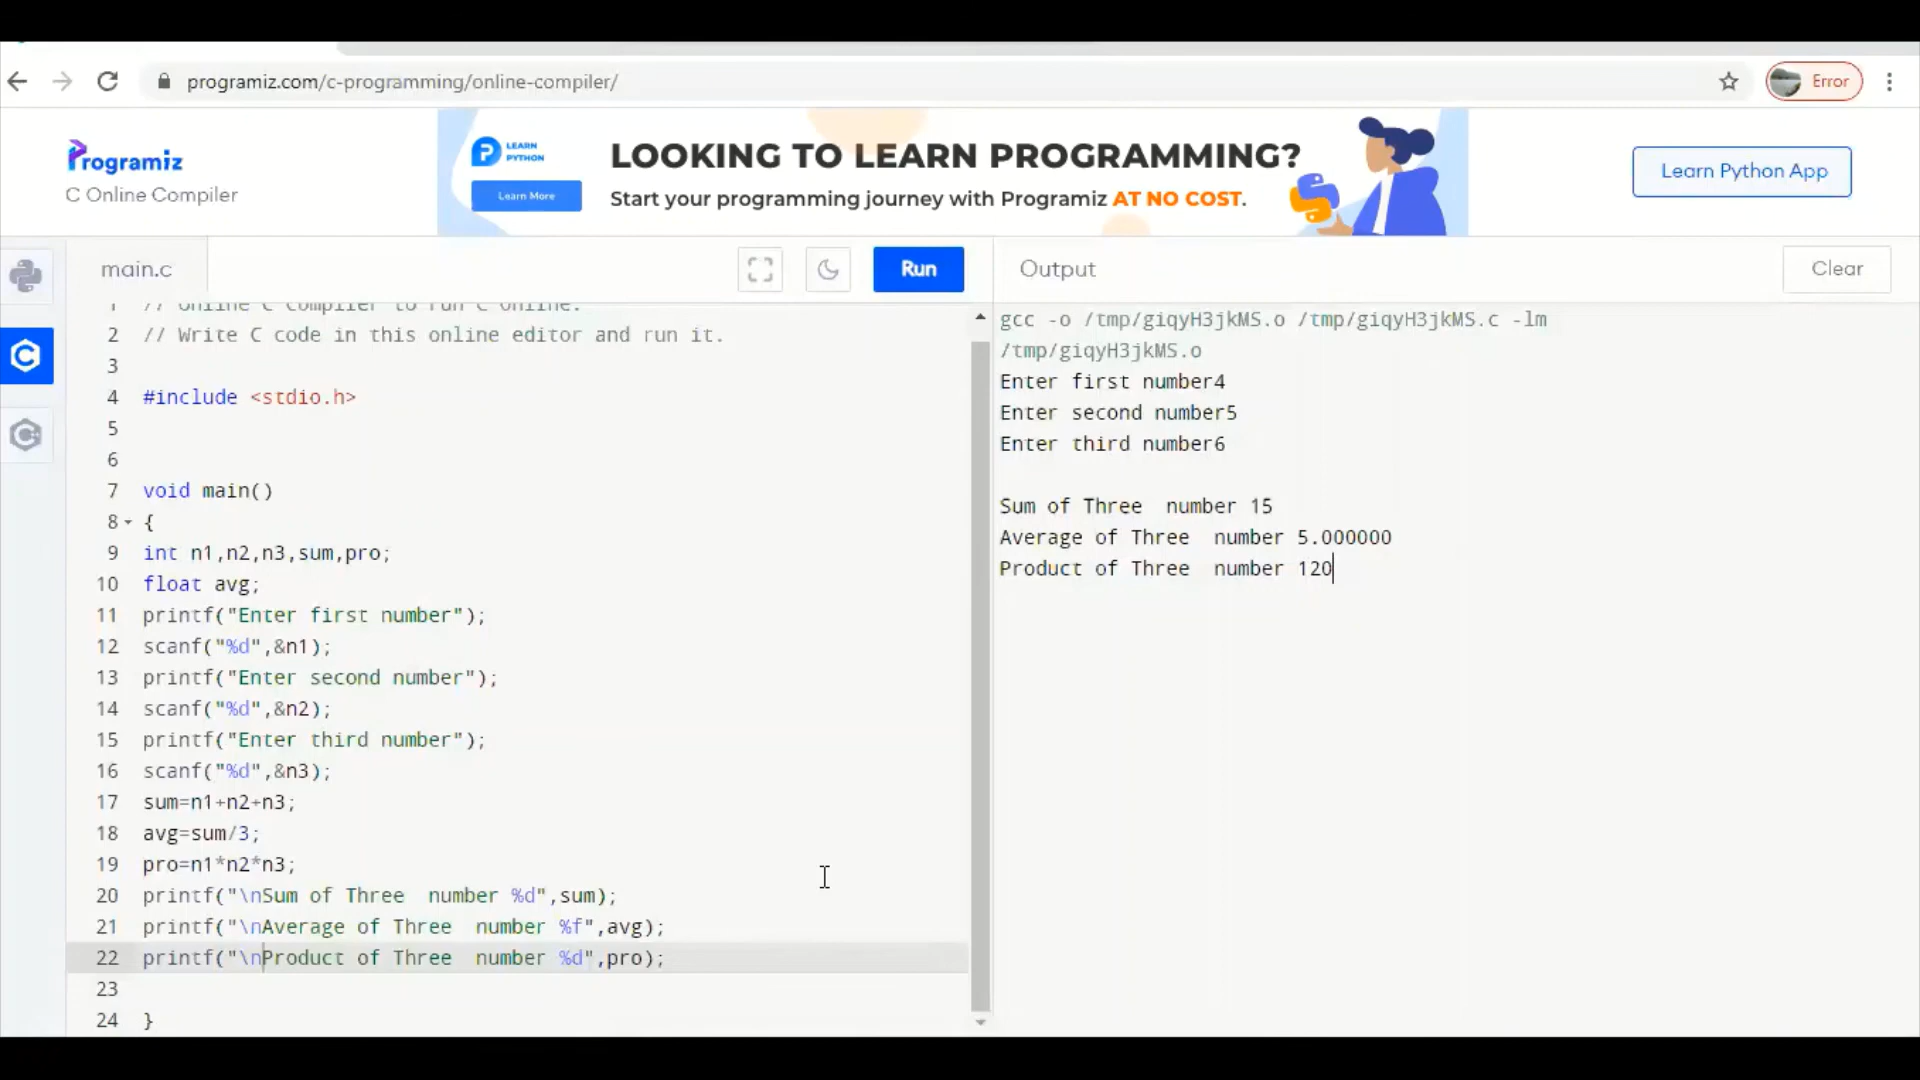 programiz.com/c-programming/online-compiler/
Error
Programiz
C Online Compiler
LEARN
PYTHON
Learn More
LOOKING TO LEARN PROGRAMMING?
Start your programming journey with Programiz AT NO COST.
Learn Python App
main.c
Run
Output
Clear
1 // Online C compiler to run C online.
2 // Write C code in this online editor and run it.
3
4 #include <stdio.h>
5
6
7 void main()
8 {
9 int n1,n2,n3,sum,pro;
10 float avg;
11 printf("Enter first number");
12 scanf("%d",&n1);
13 printf("Enter second number");
14 scanf("%d",&n2);
15 printf("Enter third number");
16 scanf("%d",&n3);
17 sum=n1+n2+n3;
18 avg=sum/3;
19 pro=n1*n2*n3;
20 printf("\nSum of Three  number %d",sum);
21 printf("\nAverage of Three  number %f",avg);
22 printf("\nProduct of Three  number %d",pro);
23
24 }
gcc -o /tmp/giqyH3jkMS.o /tmp/giqyH3jkMS.c -lm
/tmp/giqyH3jkMS.o
Enter first number4
Enter second number5
Enter third number6
Sum of Three  number 15
Average of Three  number 5.000000
Product of Three  number 120